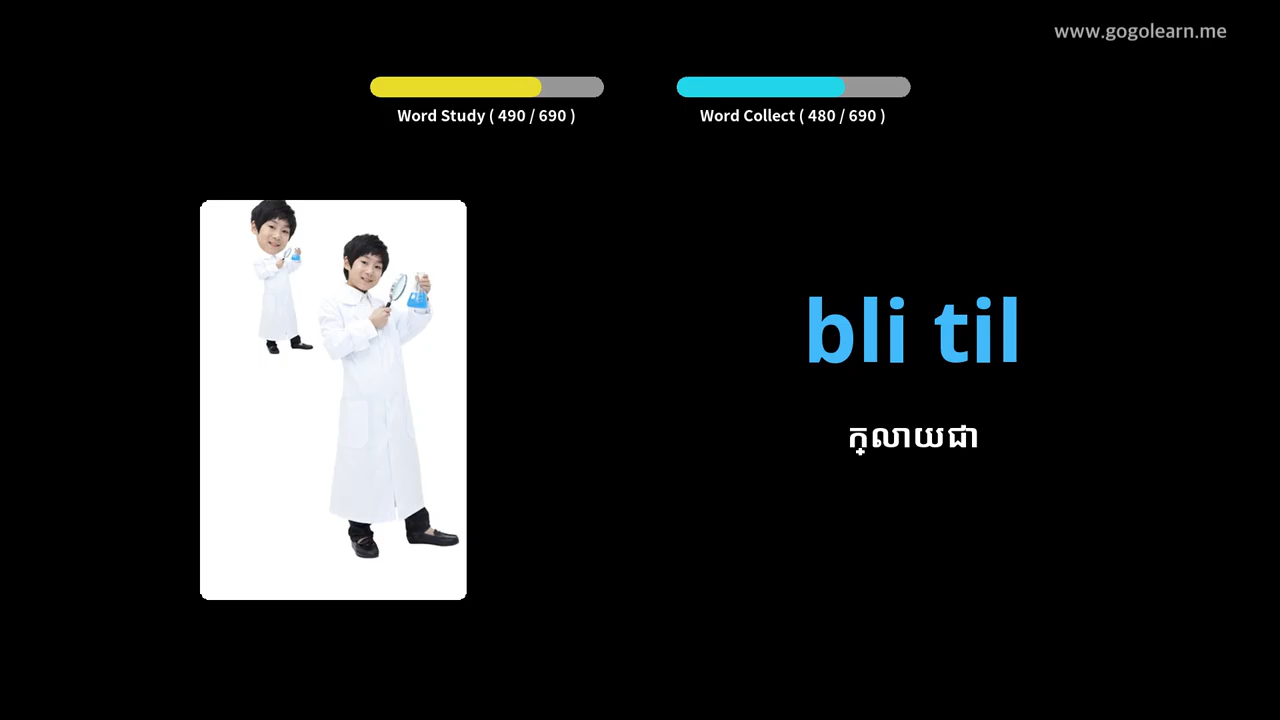 www.gogolearn.me
Word Study ( 490 / 690 )
Word Collect ( 480 / 690 )
bli til
ក្លាយជា